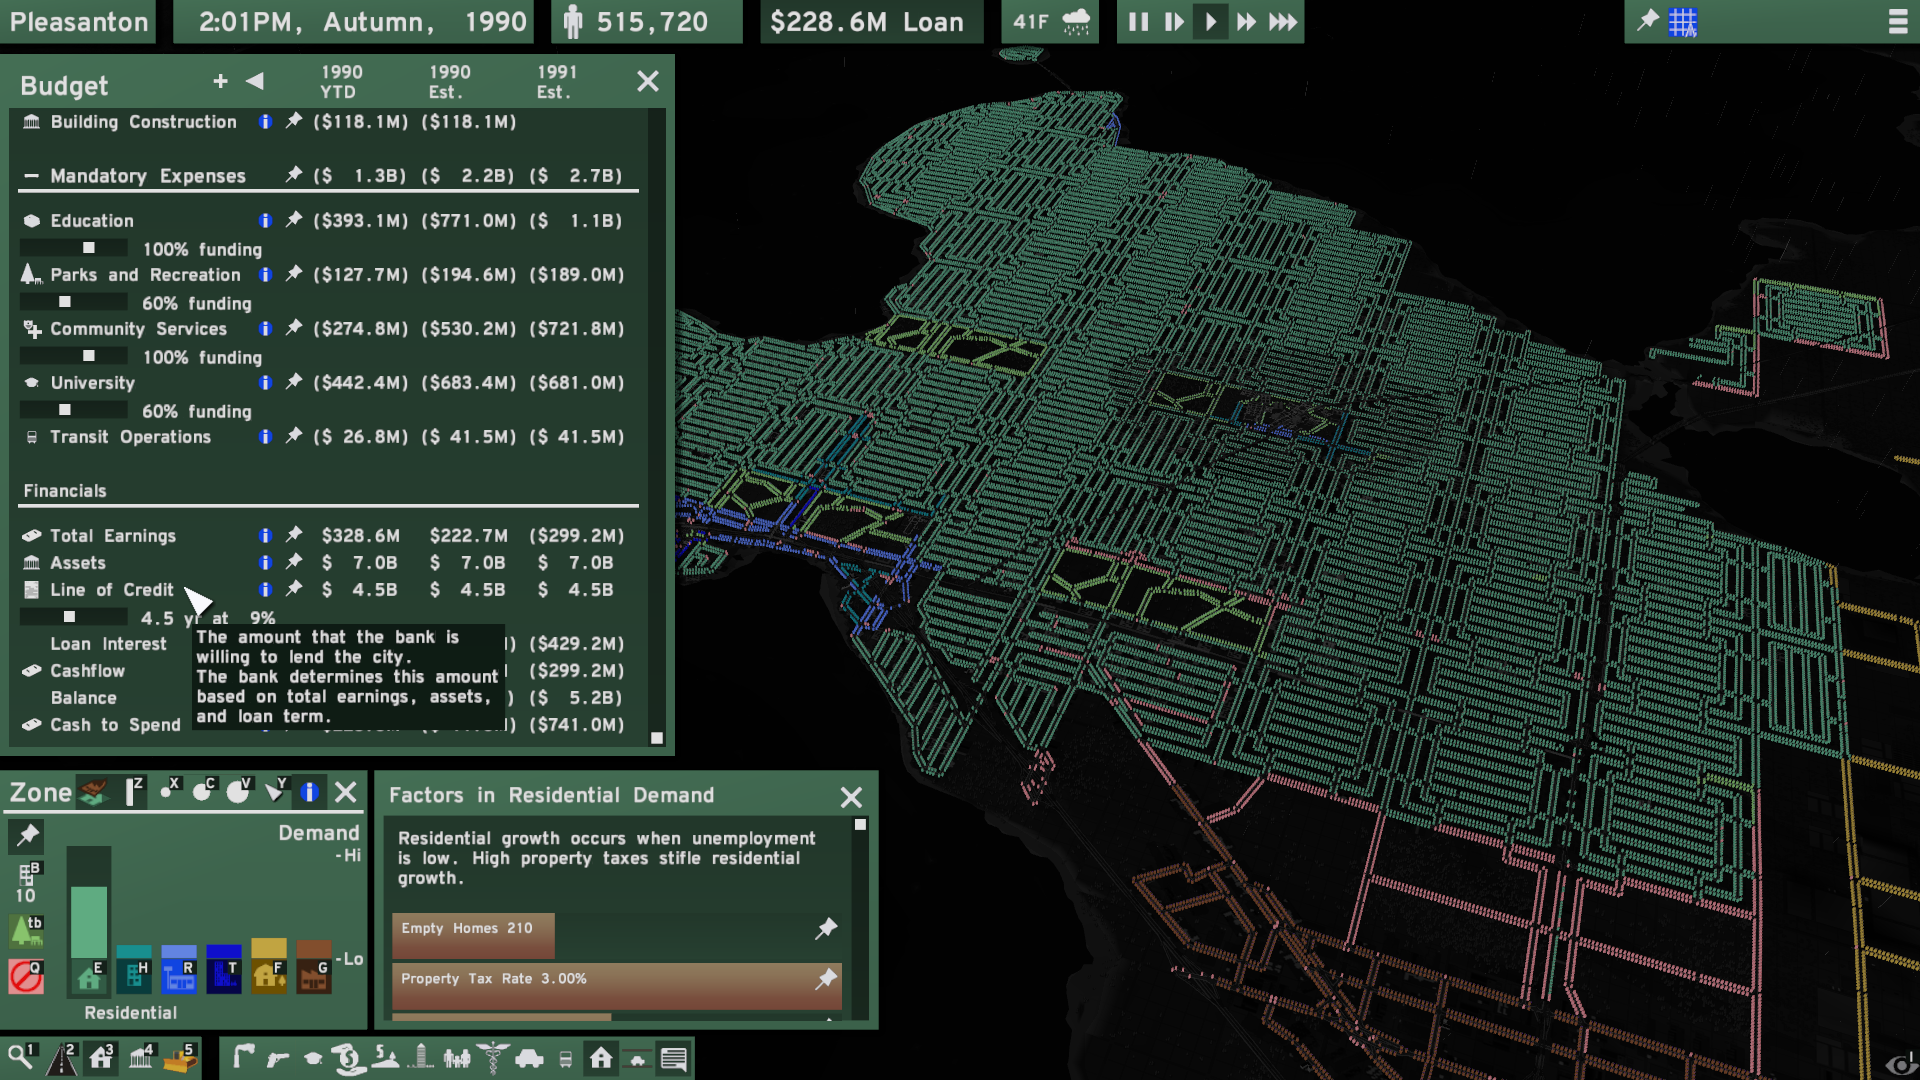 Pleasanton
2:01PM, Autumn, 1990
515,720
$228.6M Loan
41F
Budget
+
1990 YTD
1990 Est.
1991 Est.
Building Construction ($118.1M) ($118.1M)
Mandatory Expenses ($ 1.3B) ($ 2.2B) ($ 2.7B)
Education ($393.1M) ($771.0M) ($ 1.1B)
100% funding
Parks and Recreation ($127.7M) ($194.6M) ($189.0M)
60% funding
Community Services ($274.8M) ($530.2M) ($721.8M)
100% funding
University ($442.4M) ($683.4M) ($681.0M)
60% funding
Transit Operations ($ 26.8M) ($ 41.5M) ($ 41.5M)
Financials
Total Earnings $328.6M $222.7M ($299.2M)
Assets $ 7.0B $ 7.0B $ 7.0B
Line of Credit $ 4.5B $ 4.5B $ 4.5B
4.5 yr at 9%
Loan Interest ) ($429.2M)
Cashflow ($299.2M)
Balance ) ($ 5.2B)
Cash to Spend ($741.0M)
The amount that the bank is
willing to lend the city.
The bank determines this amount
based on total earnings, assets,
and loan term.
Zone
Z
X
C
V
Y
Demand
-Hi
B
10
tb
Q
E
H
R
T
F
G
-Lo
Residential
Factors in Residential Demand
Residential growth occurs when unemployment
is low. High property taxes stifle residential
growth.
Empty Homes 210
Property Tax Rate 3.00%
1
2
3
4
5